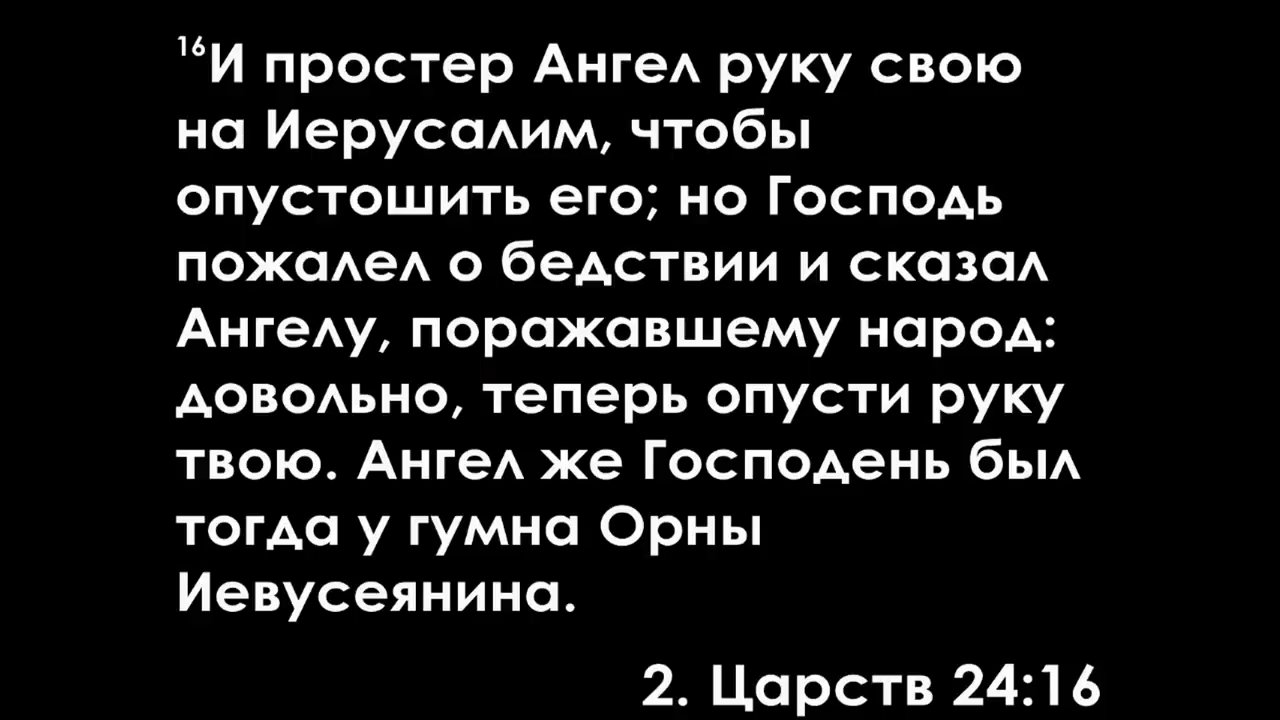 16И простер Ангел руку свою
на Иерусалим, чтобы
опустошить его; но Господь
пожалел о бедствии и сказал
Ангелу, поражавшему народ:
довольно, теперь опусти руку
твою. Ангел же Господень был
тогда у гумна Орны
Иевусеянина.
2. Царств 24:16